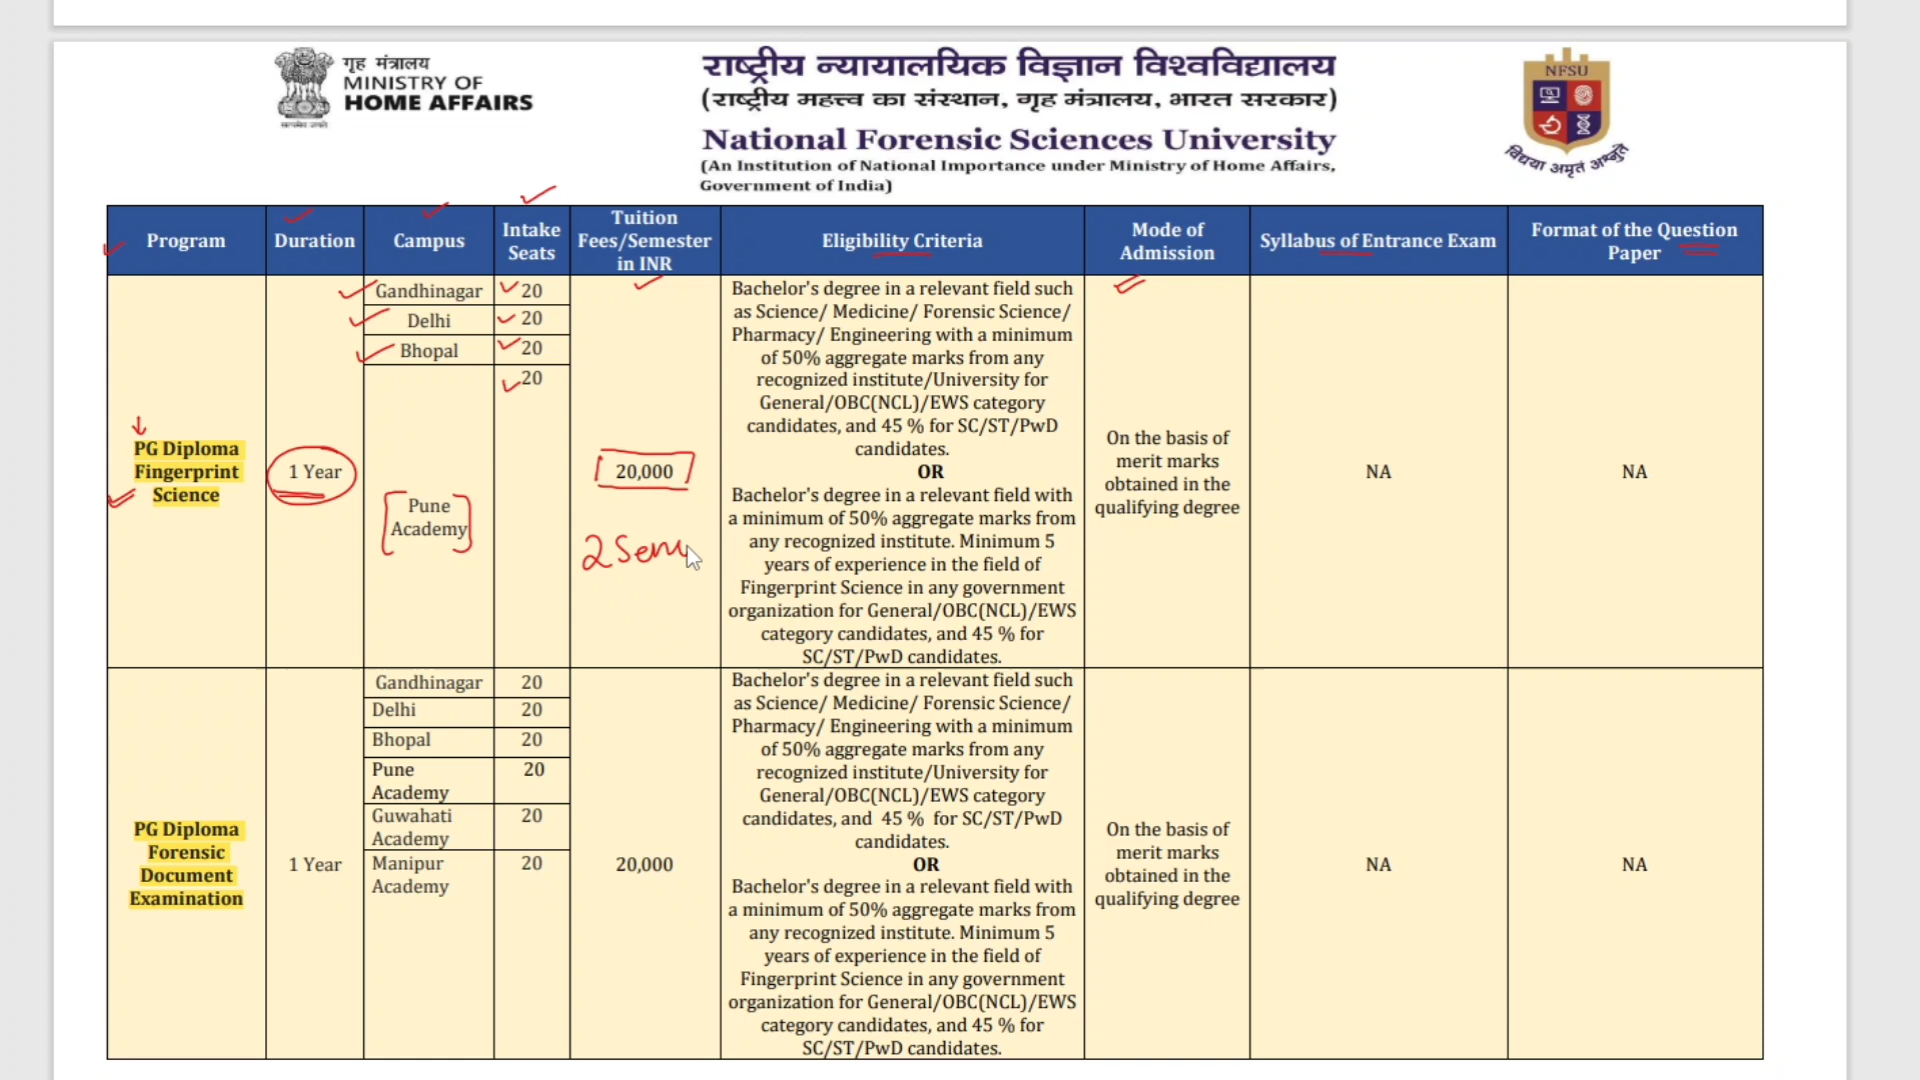 गृह मंत्रालय
MINISTRY OF
HOME AFFAIRS
सत्यमेव जयते
राष्ट्रीय न्यायालयिक विज्ञान विश्वविद्यालय
(राष्ट्रीय महत्त्व का संस्थान, गृह मंत्रालय, भारत सरकार)
National Forensic Sciences University
(An Institution of National Importance under Ministry of Home Affairs,
Government of India)
NFSU
विद्यया अमृतं अश्नुते
Program
Duration
Campus
Intake
Seats
Tuition
Fees/Semester
in INR
Eligibility Criteria
Mode of
Admission
Syllabus of Entrance Exam
Format of the Question
Paper
PG Diploma
Fingerprint
Science
1 Year
Gandhinagar 20
Delhi 20
Bhopal 20
20
Pune
Academy
20,000
2 Sem
Bachelor's degree in a relevant field such
as Science/ Medicine/ Forensic Science/
Pharmacy/ Engineering with a minimum
of 50% aggregate marks from any
recognized institute/University for
General/OBC(NCL)/EWS category
candidates, and 45 % for SC/ST/PwD
candidates.
OR
Bachelor's degree in a relevant field with
a minimum of 50% aggregate marks from
any recognized institute. Minimum 5
years of experience in the field of
Fingerprint Science in any government
organization for General/OBC(NCL)/EWS
category candidates, and 45 % for
SC/ST/PwD candidates.
On the basis of
merit marks
obtained in the
qualifying degree
NA
NA
PG Diploma
Forensic
Document
Examination
1 Year
Gandhinagar 20
Delhi 20
Bhopal 20
Pune 20
Academy
Guwahati 20
Academy
Manipur 20
Academy
20,000
Bachelor's degree in a relevant field such
as Science/ Medicine/ Forensic Science/
Pharmacy/ Engineering with a minimum
of 50% aggregate marks from any
recognized institute/University for
General/OBC(NCL)/EWS category
candidates, and 45 % for SC/ST/PwD
candidates.
OR
Bachelor's degree in a relevant field with
a minimum of 50% aggregate marks from
any recognized institute. Minimum 5
years of experience in the field of
Fingerprint Science in any government
organization for General/OBC(NCL)/EWS
category candidates, and 45 % for
SC/ST/PwD candidates.
On the basis of
merit marks
obtained in the
qualifying degree
NA
NA